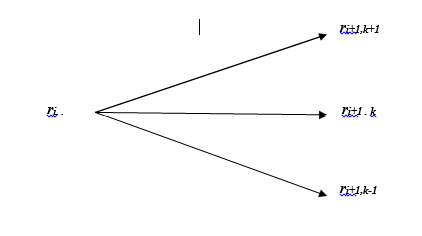 ri+1,k+1
ri, .
ri+1 . k
ri+1,k-1